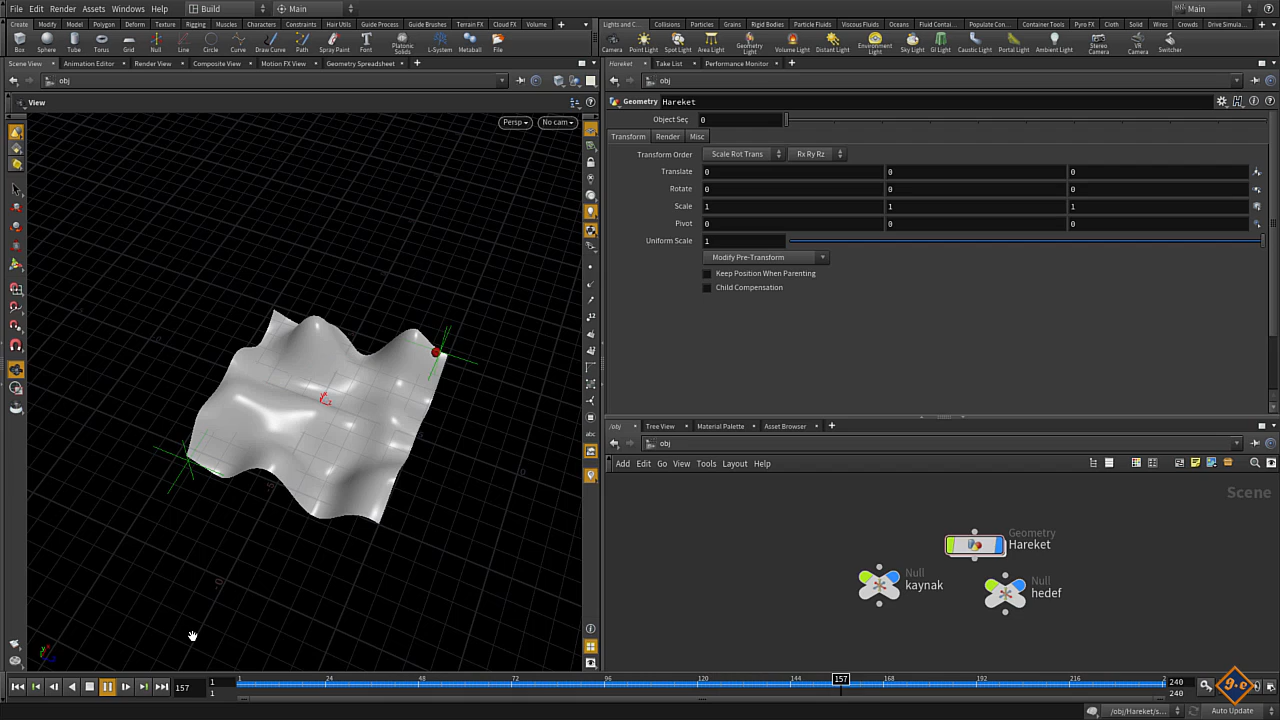 File Edit Render Assets Windows Help Build Main Main
Create Modify Model Polygon Deform Texture Rigging Muscles Characters Constraints Hair Utils Guide Process Guide Brushes Terrain FX Cloud FX Volume
Lights and C... Collisions Particles Grains Rigid Bodies Particle Fluids Viscous Fluids Oceans Fluid Contai... Populate Con... Container Tools Pyro FX Cloth Solid Wires Crowds Drive Simula...
Box Sphere Tube Torus Grid Null Line Circle Curve Draw Curve Path Spray Paint Font Platonic Solids L-System Metaball File
Camera Point Light Spot Light Area Light Geometry Light Volume Light Distant Light Environment Light Sky Light GI Light Caustic Light Portal Light Ambient Light Stereo Camera VR Camera Switcher
Scene View Animation Editor Render View Composite View Motion FX View Geometry Spreadsheet
Hareket Take List Performance Monitor
obj
obj
View
Persp No cam
Geometry Hareket
Object Seç 0
Transform Render Misc
Transform Order Scale Rot Trans Rx Ry Rz
Translate 0 0 0
Rotate 0 0 0
Scale 1 1 1
Pivot 0 0 0
Uniform Scale 1
Modify Pre-Transform
Keep Position When Parenting
Child Compensation
/obj Tree View Material Palette Asset Browser
obj
Add Edit Go View Tools Layout Help
Scene
Geometry
Hareket
Null
kaynak
Null
hedef
12
abc
157 1 1 24 48 72 96 120 144 157 168 192 216 240
1 240
g.e
/obj/Hareket/s... Auto Update